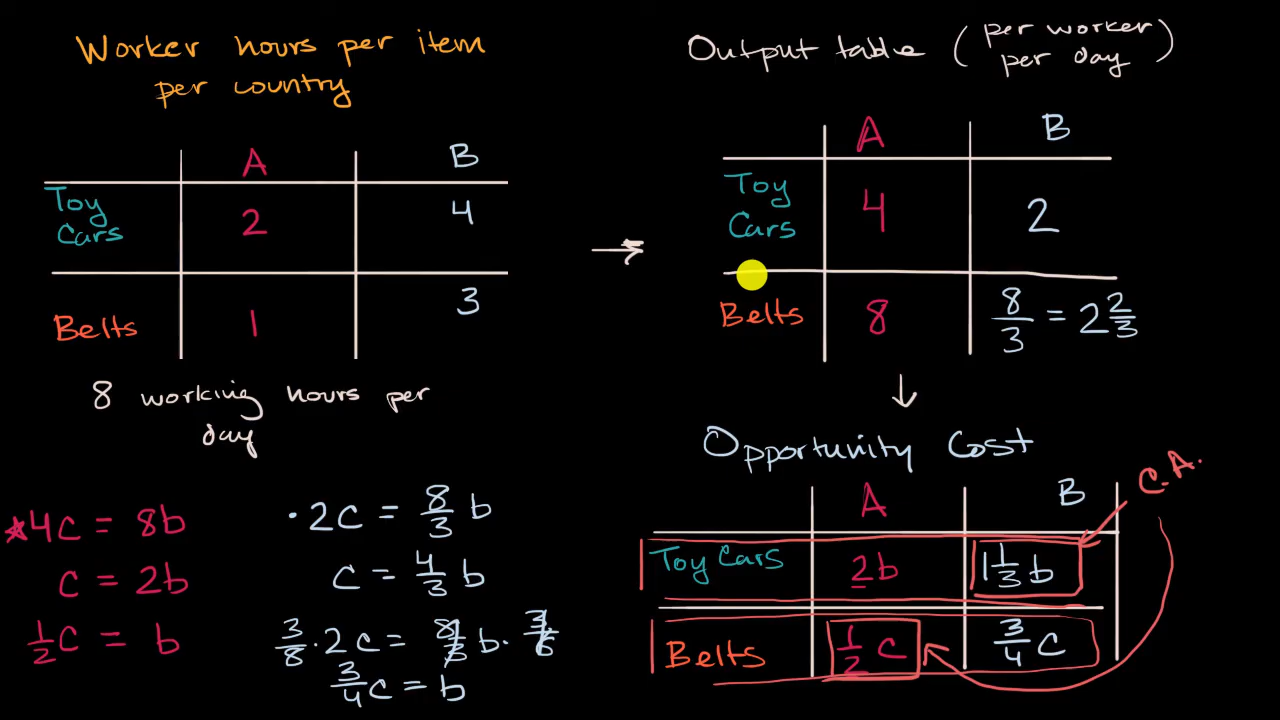 Worker hours per item
per country
A B
Toy
Cars 2 4
Belts 1 3
8 working hours per
day
*4c = 8b
c = 2b
1/2 c = b
· 2c = 8/3 b
c = 4/3 b
3/8 · 2c = 8/3 b · 3/8
3/4 c = b
Output table (per worker
per day)
A B
Toy
Cars 4 2
Belts 8 8/3 = 2 2/3
Opportunity Cost
C.A.
A B
Toy Cars 2b 1 1/3 b
Belts 1/2 c 3/4 c